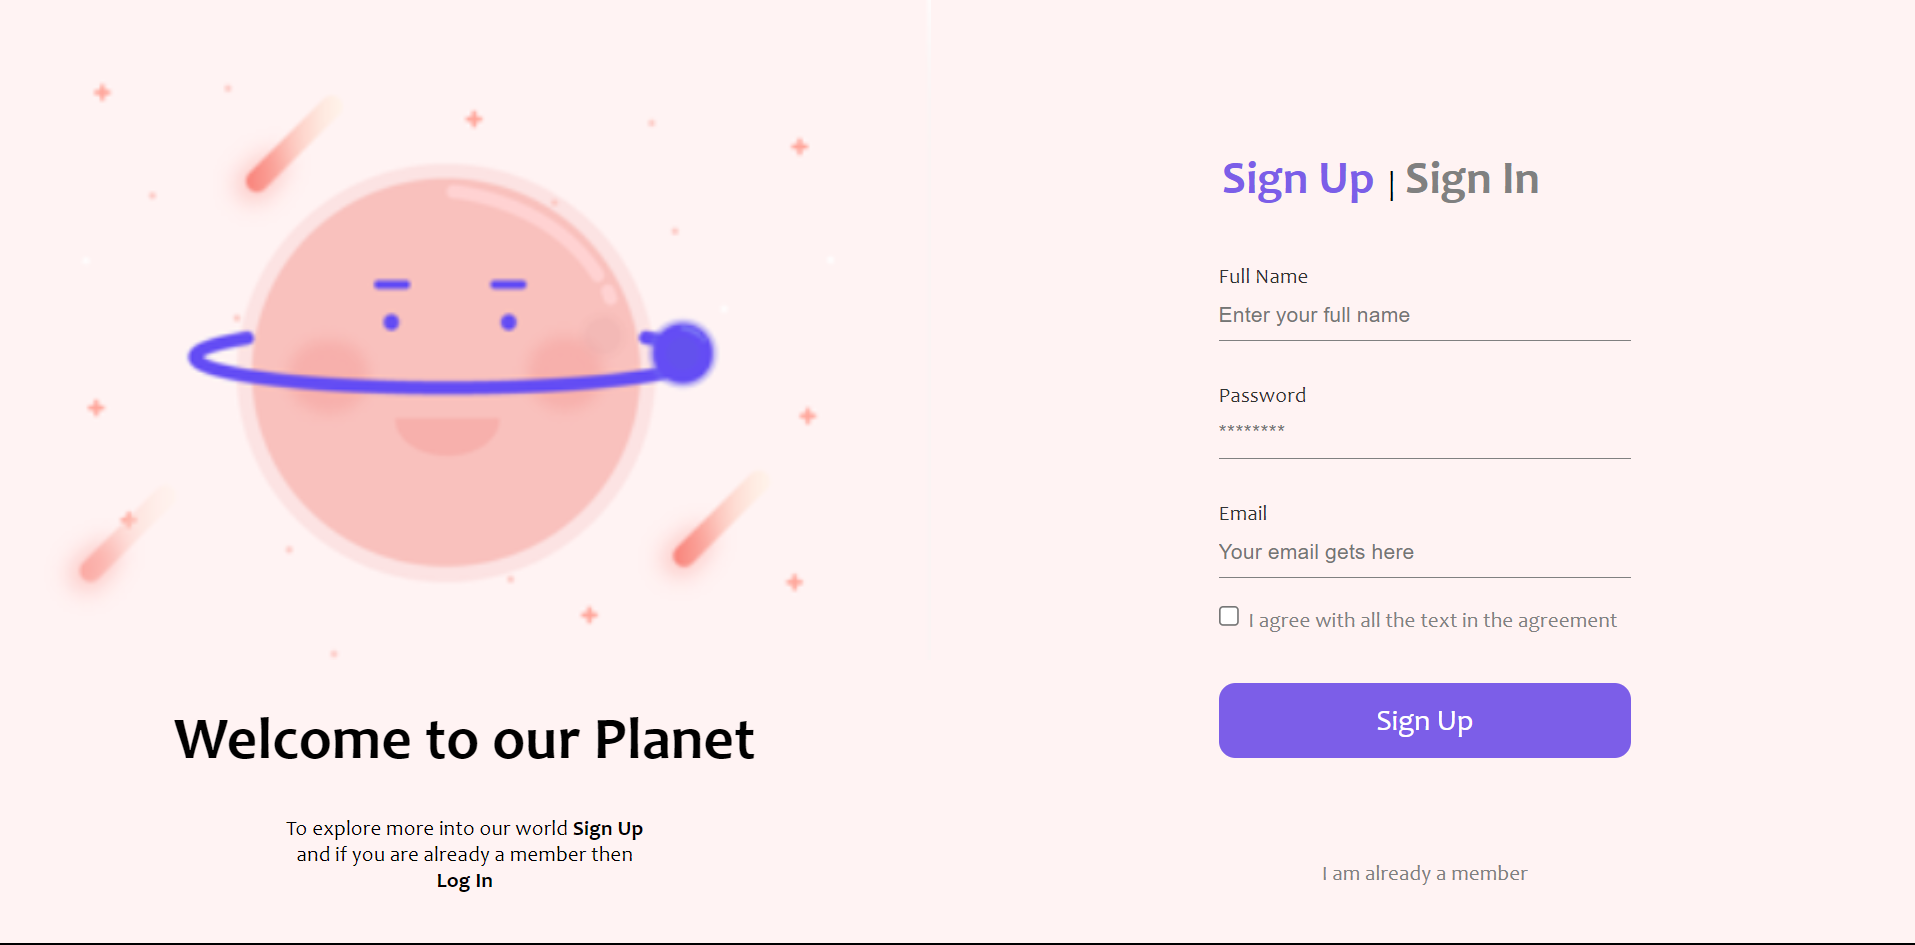 Welcome to our Planet
To explore more into our world Sign Up
and if you are already a member then
Log In
Sign Up | Sign In
Full Name
Enter your full name
Password
********
Email
Your email gets here
I agree with all the text in the agreement
Sign Up
I am already a member